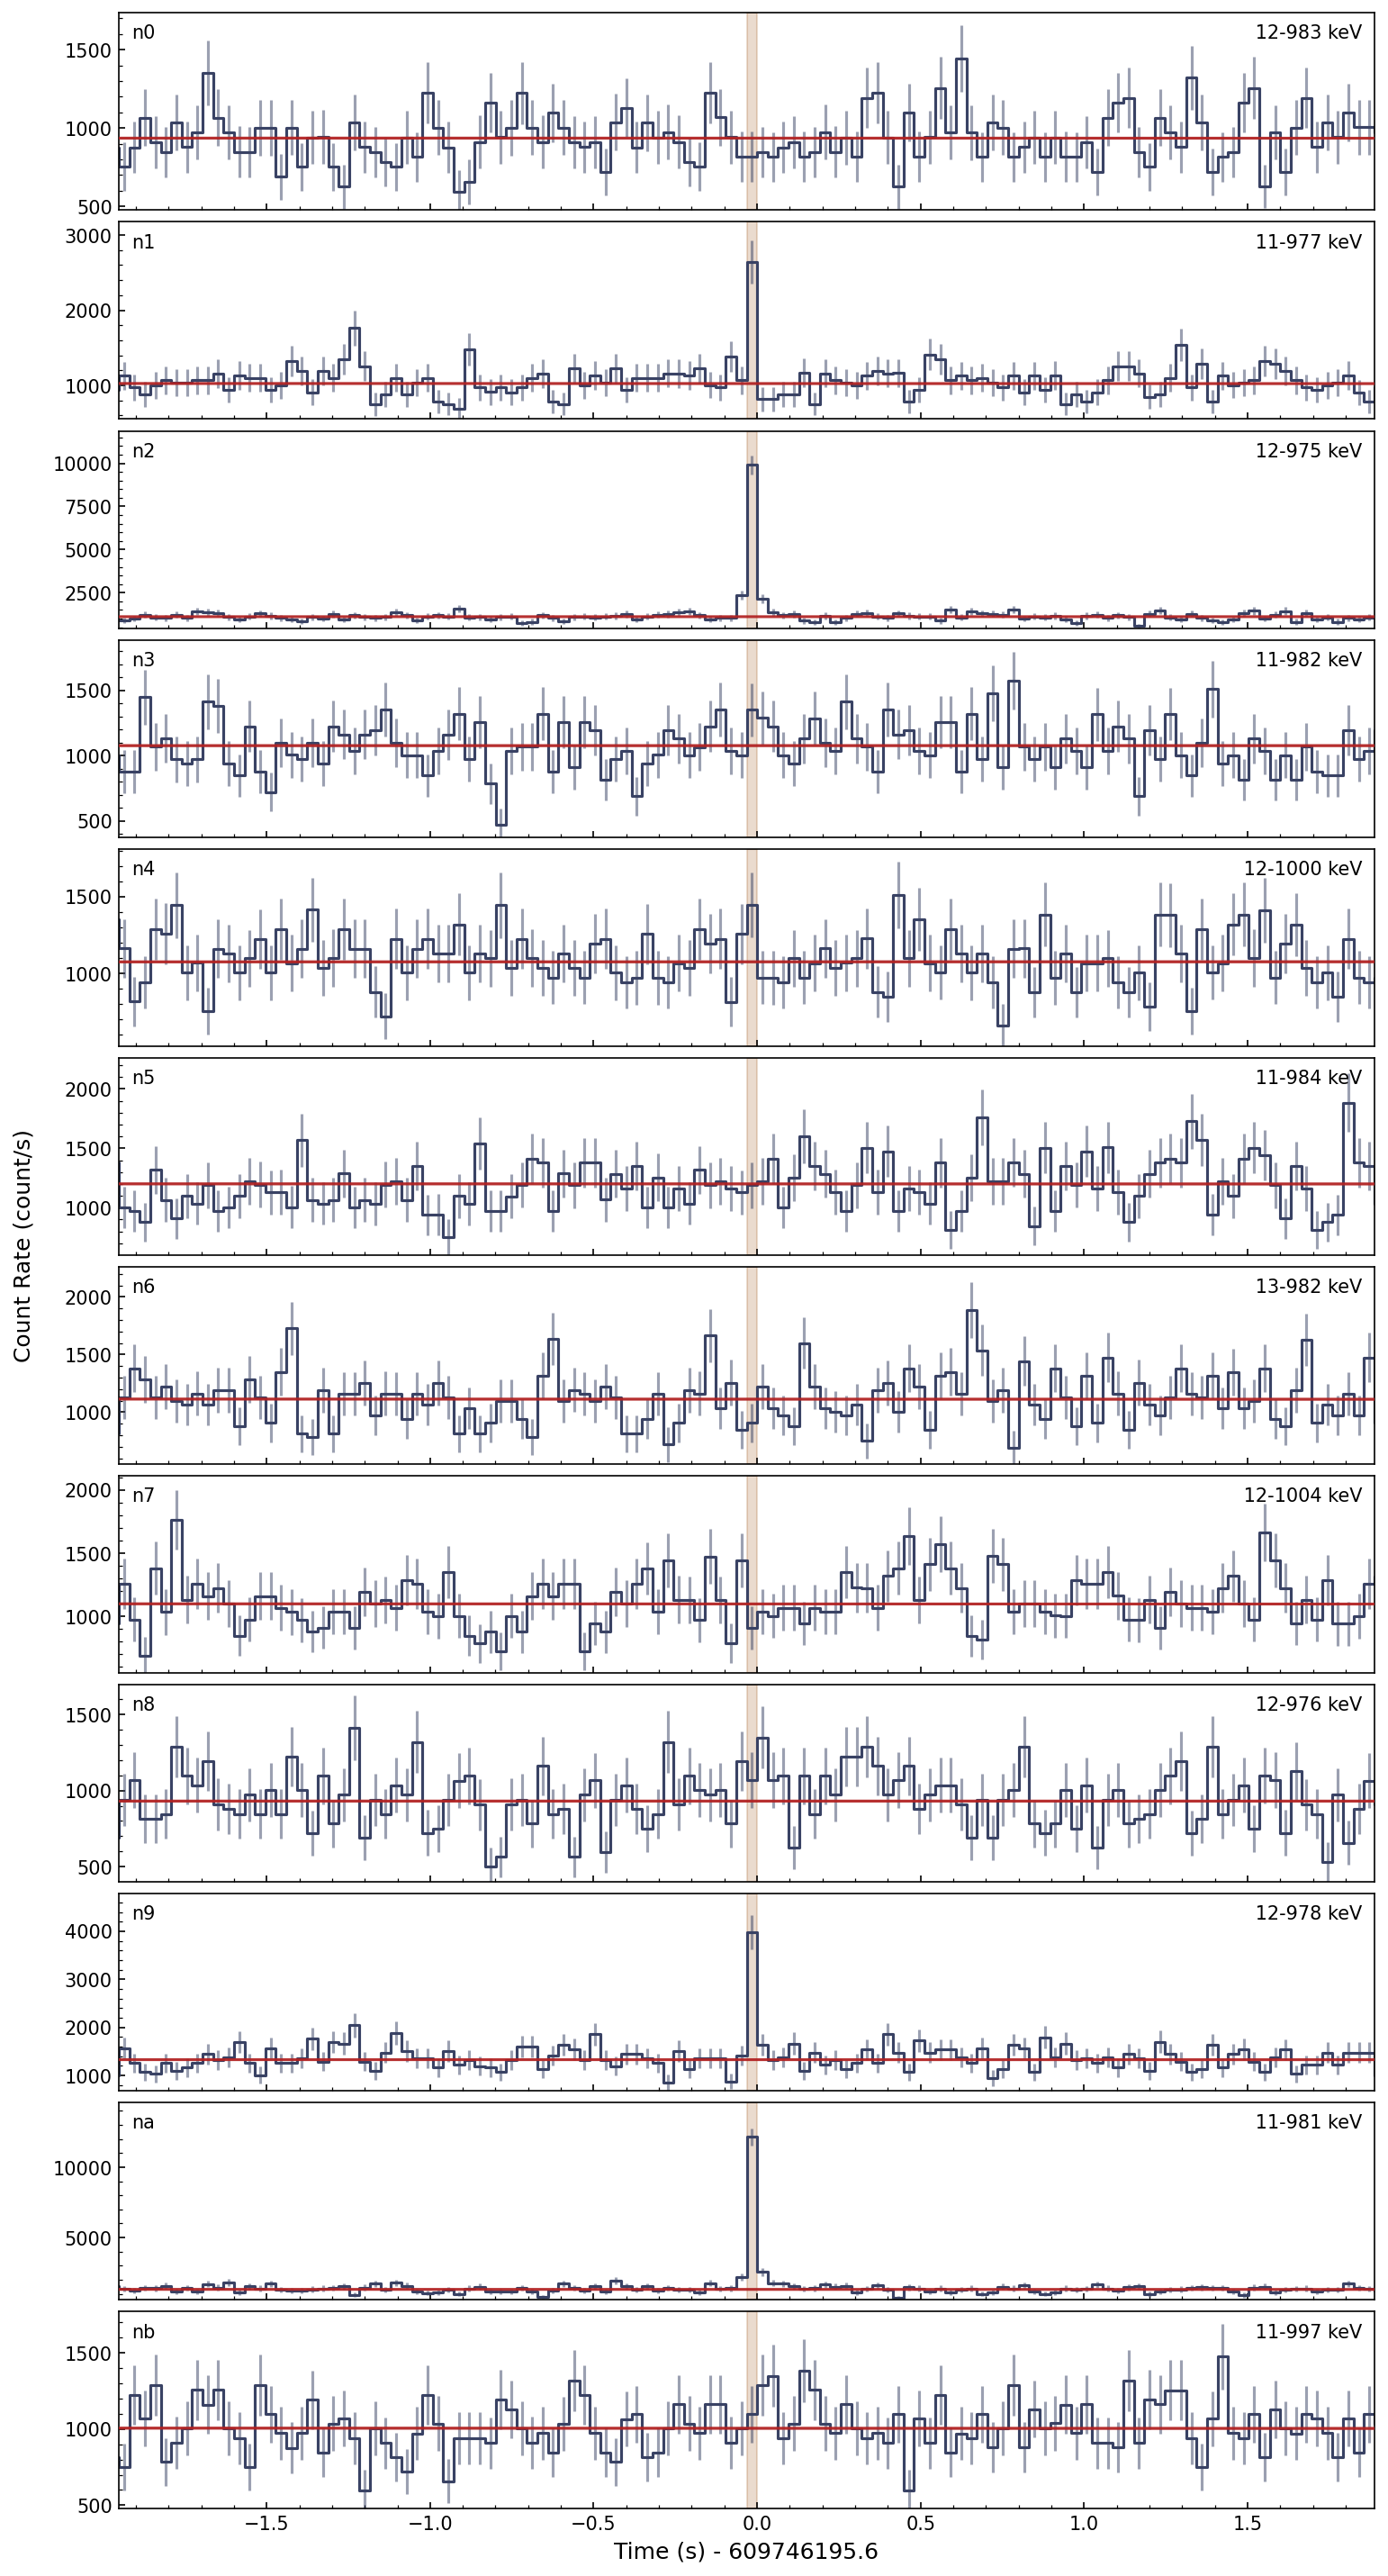 n0 12-983 keV
1500
1000
500
n1 11-977 keV
3000
2000
1000
n2 12-975 keV
10000
7500
5000
2500
n3 11-982 keV
1500
1000
500
n4 12-1000 keV
1500
1000
n5 11-984 keV
2000
1500
1000
Count Rate (count/s)
n6 13-982 keV
2000
1500
1000
n7 12-1004 keV
2000
1500
1000
n8 12-976 keV
1500
1000
500
n9 12-978 keV
4000
3000
2000
1000
na 11-981 keV
10000
5000
nb 11-997 keV
1500
1000
500
−1.5 −1.0 −0.5 0.0 0.5 1.0 1.5
Time (s) - 609746195.6